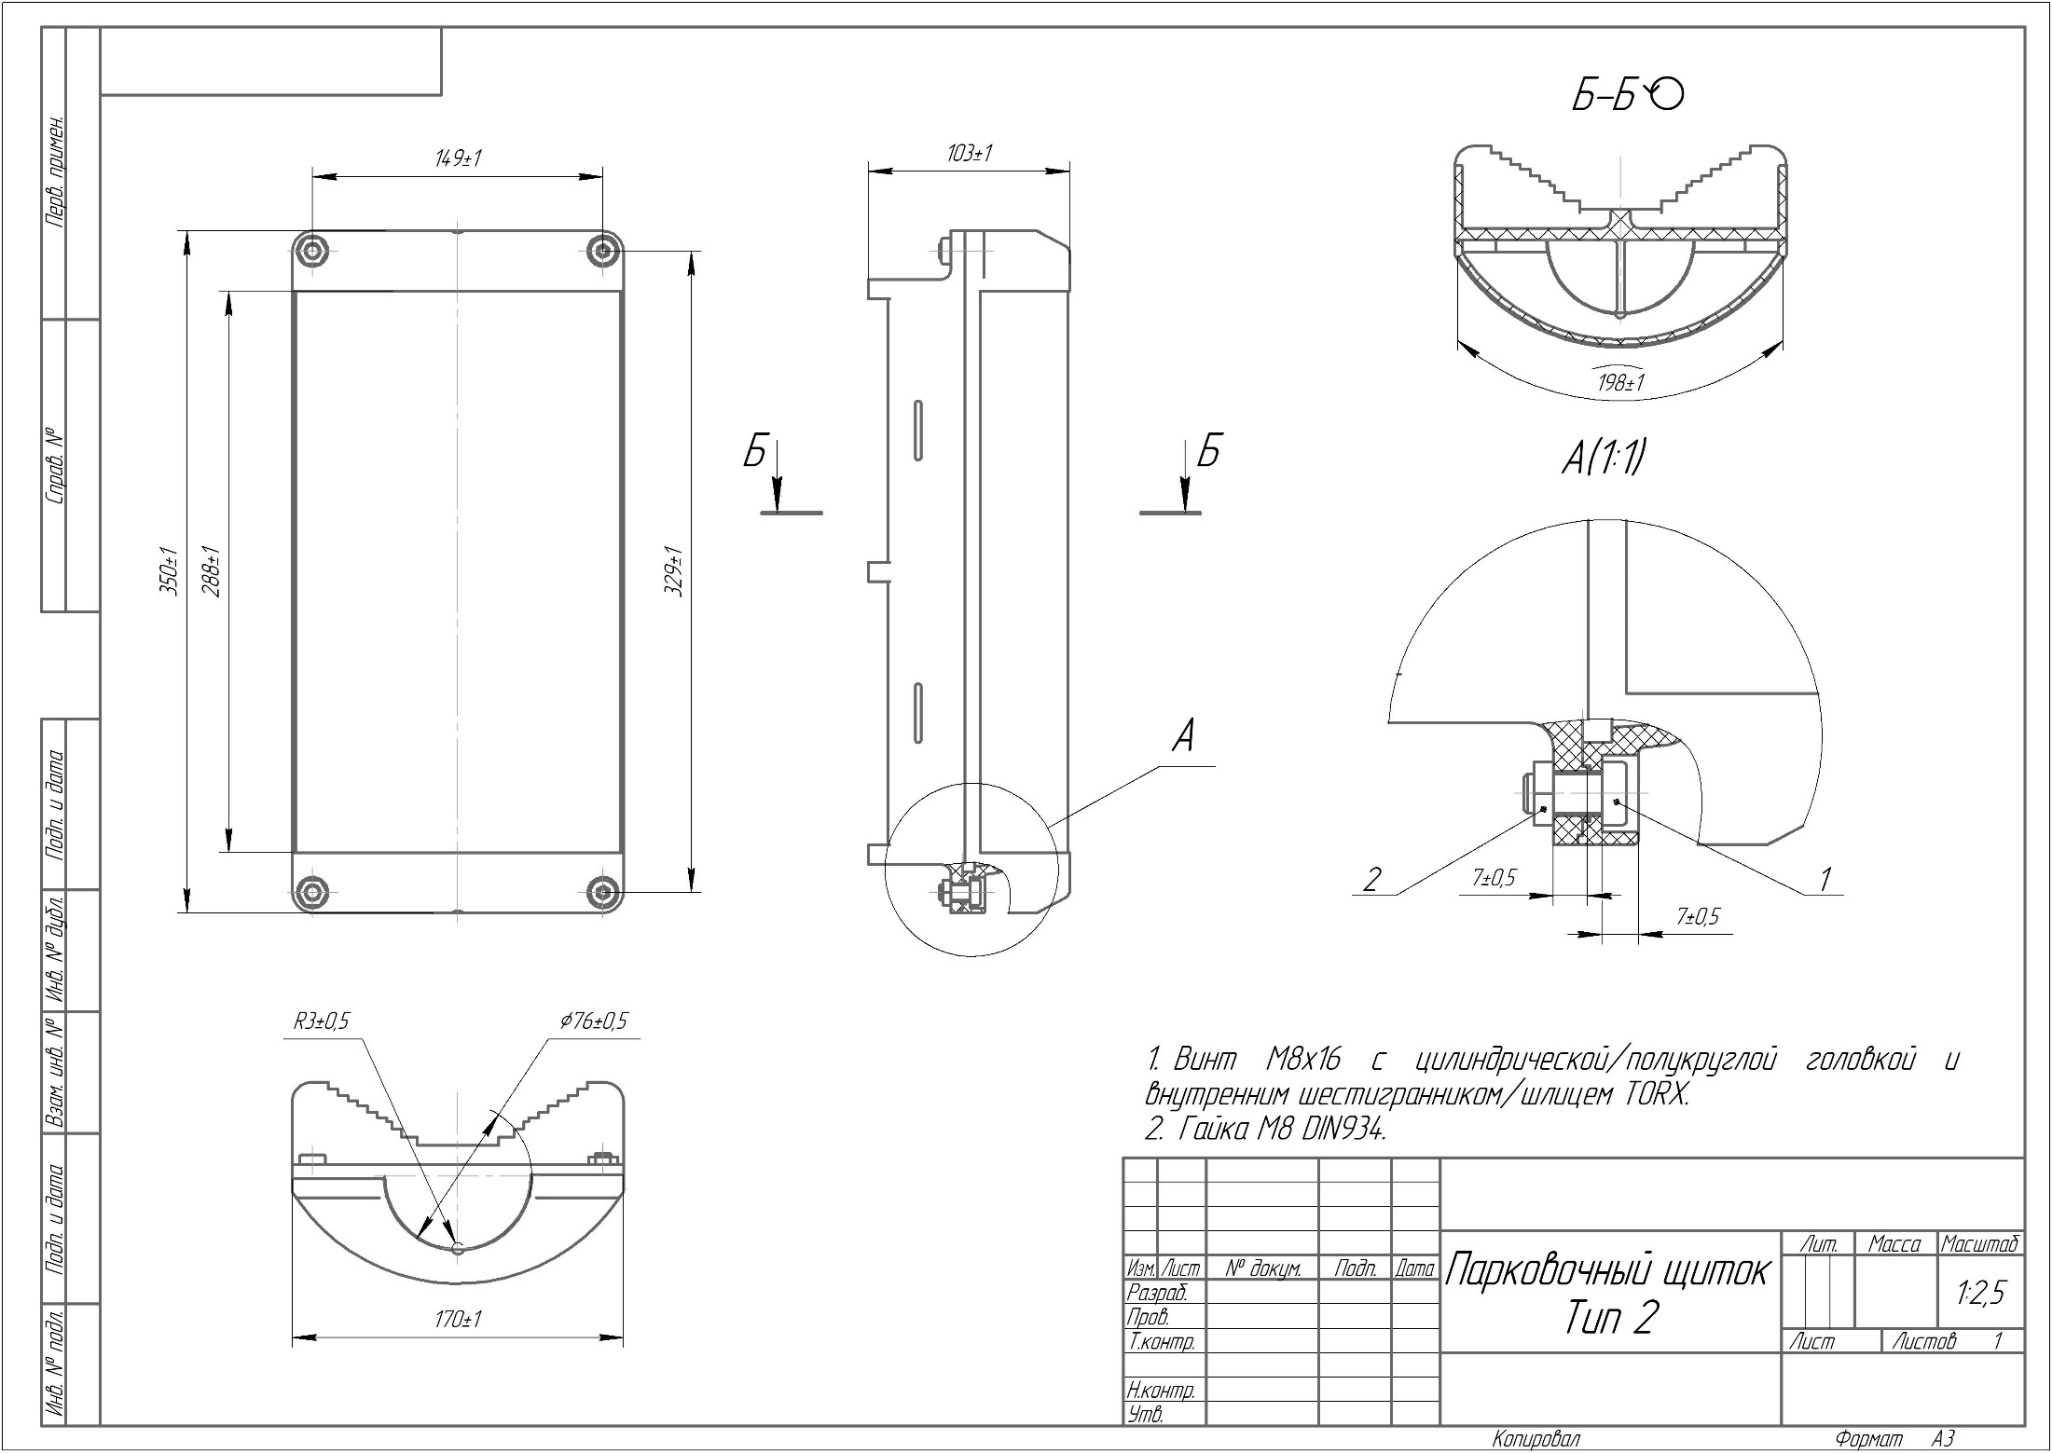 Перв. примен.
Справ. №
Подп. и дата
Инв. № дубл.
Взам. инв. №
Подп. и дата
Инв. № подл.
149±1
350±1
288±1
329±1
103±1
Б
Б
А
Б–Б
198±1
А(1:1)
2
1
7±0,5
7±0,5
R3±0,5
⌀76±0,5
170±1
1. Винт М8х16 с цилиндрической/полукруглой головкой и
внутренним шестигранником/шлицем TORX.
2. Гайка М8 DIN934.
Изм. Лист № докум. Подп. Дата
Разраб.
Пров.
Т.контр.
Н.контр.
Утв.
Парковочный щиток
Тип 2
Лит. Масса Масштаб
1:2,5
Лист Листов 1
Копировал Формат А3